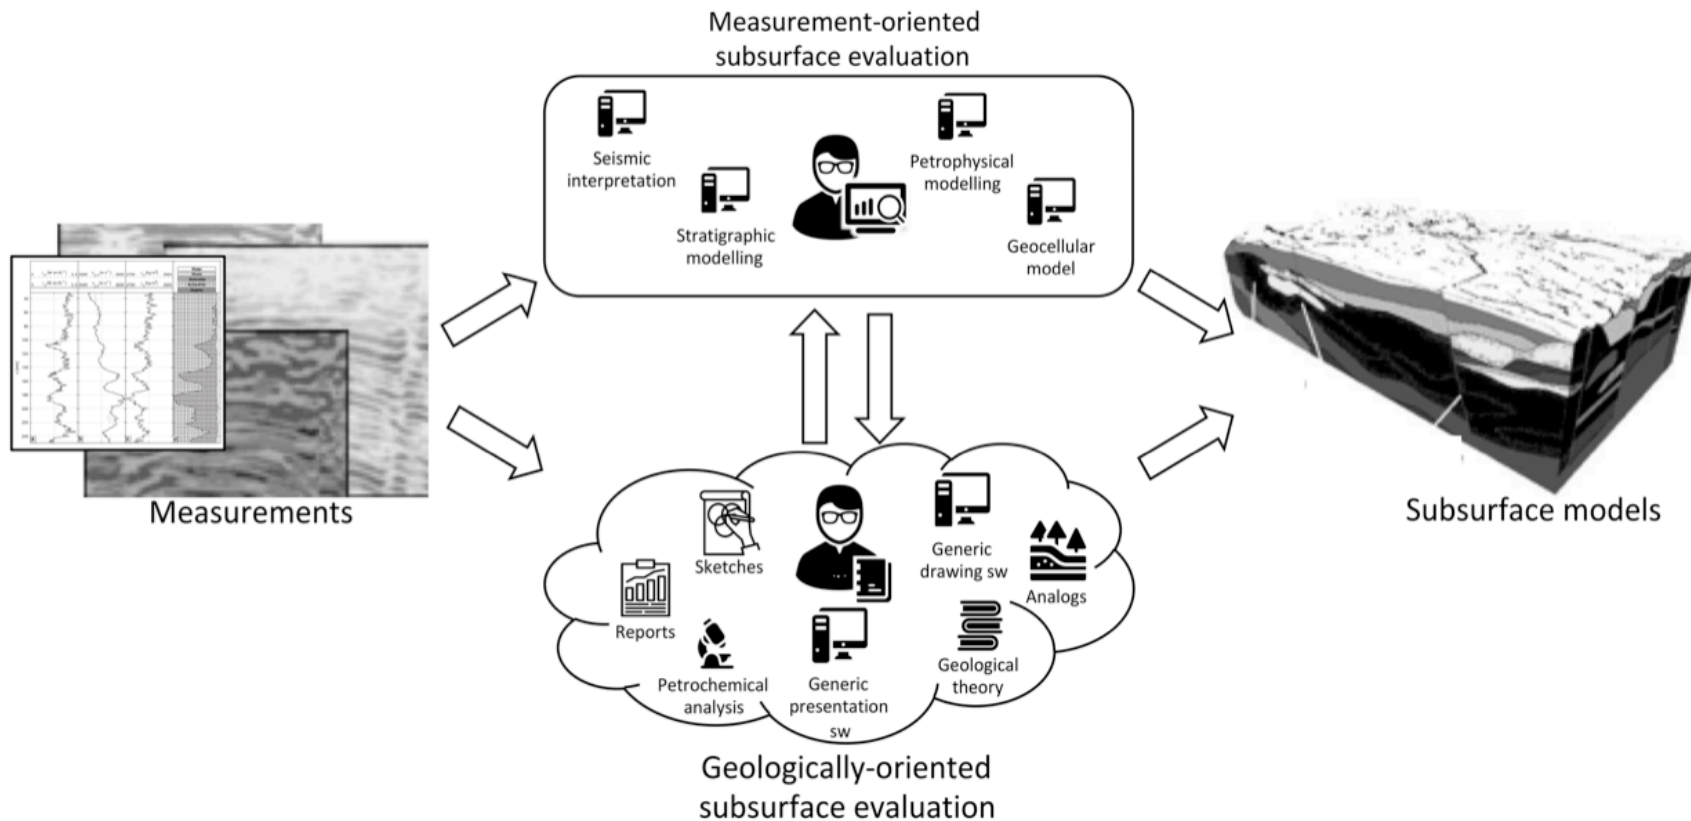 Measurement-oriented
subsurface evaluation
Seismic
interpretation
Stratigraphic
modelling
Petrophysical
modelling
Geocellular
model
Measurements
Subsurface models
Sketches
Reports
Petrochemical
analysis
Generic
presentation
sw
Generic
drawing sw
Analogs
Geological
theory
Geologically-oriented
subsurface evaluation